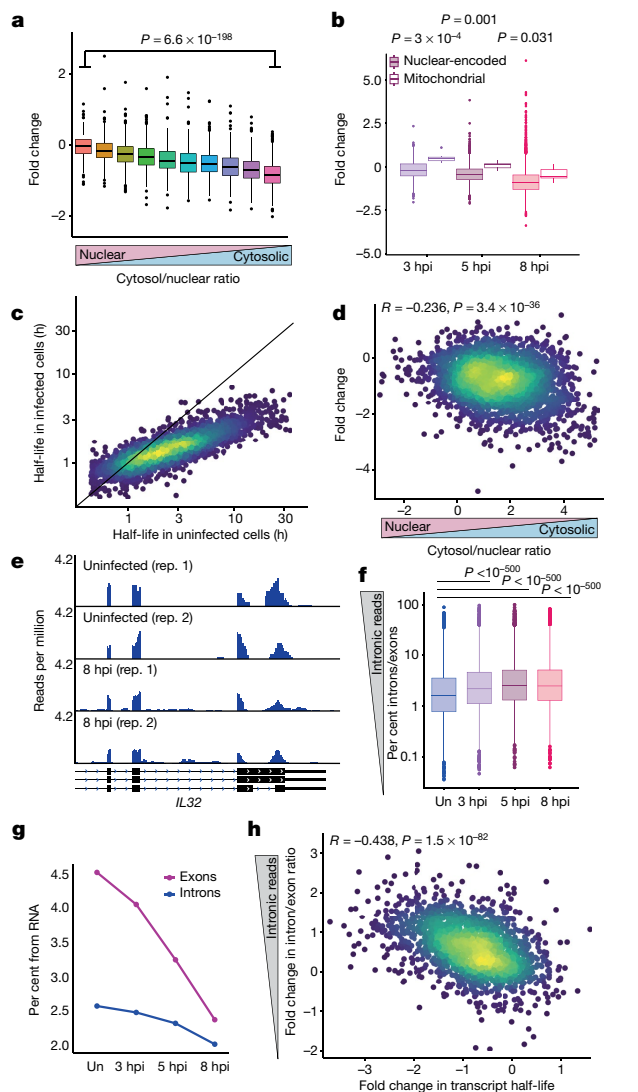 a
P = 6.6 × 10⁻¹⁹⁸
Fold change
2
0
−2
Nuclear
Cytosolic
Cytosol/nuclear ratio
b
P = 0.001
P = 3 × 10⁻⁴
P = 0.031
Nuclear-encoded
Mitochondrial
Fold change
5.0
2.5
0
−2.5
−5.0
3 hpi
5 hpi
8 hpi
c
Half-life in infected cells (h)
30
10
3
1
1
3
10
30
Half-life in uninfected cells (h)
d
R = −0.236, P = 3.4 × 10⁻³⁶
Fold change
0
−2
−4
−2
0
2
4
Nuclear
Cytosolic
Cytosol/nuclear ratio
e
Reads per million
4.2
Uninfected (rep. 1)
4.2
Uninfected (rep. 2)
4.2
8 hpi (rep. 1)
4.2
8 hpi (rep. 2)
IL32
f
P <10⁻⁵⁰⁰
P < 10⁻⁵⁰⁰
P < 10⁻⁵⁰⁰
Intronic reads
Per cent introns/exons
100
10
1
0.1
Un
3 hpi
5 hpi
8 hpi
g
Per cent from RNA
4.5
4.0
3.5
3.0
2.5
2.0
Exons
Introns
Un
3 hpi
5 hpi
8 hpi
h
R = −0.438, P = 1.5 × 10⁻⁸²
Intronic reads
Fold change in intron/exon ratio
3
2
1
0
−1
−2
−3
−2
−1
0
1
Fold change in transcript half-life